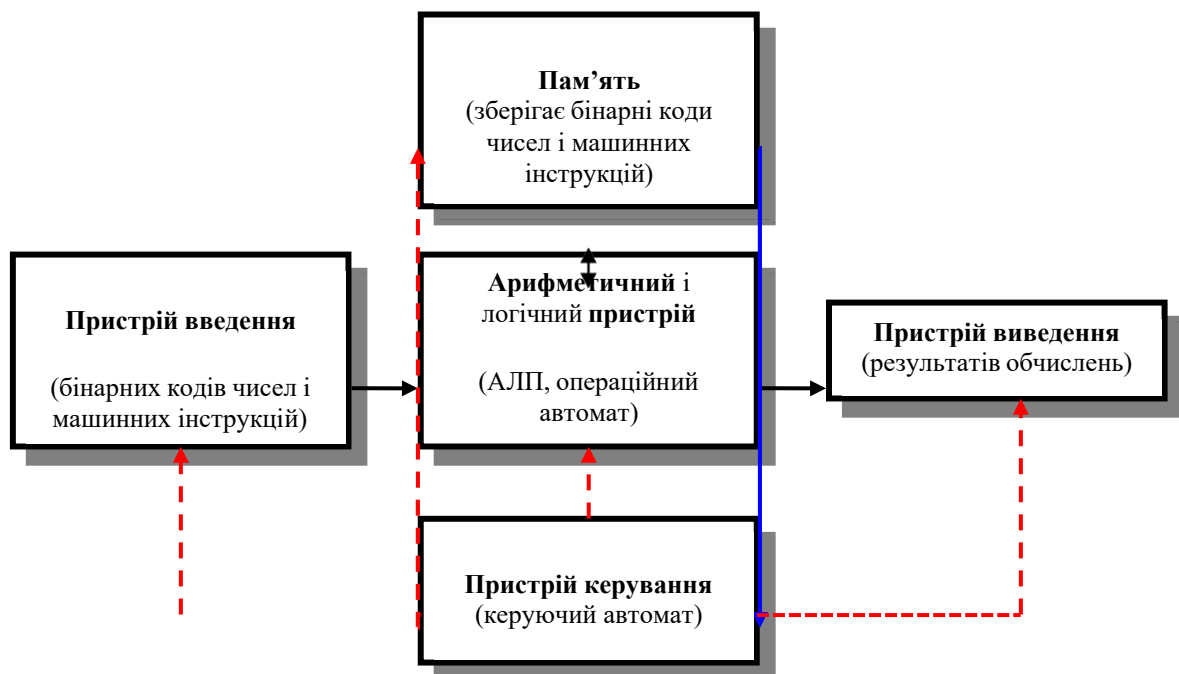 Пам’ять
(зберігає бінарні коди
чисел і машинних
інструкцій)
Пристрій введення
(бінарних кодів чисел і
машинних інструкцій)
Арифметичний і
логічний пристрій
(АЛП, операційний
автомат)
Пристрій виведення
(результатів обчислень)
Пристрій керування
(керуючий автомат)